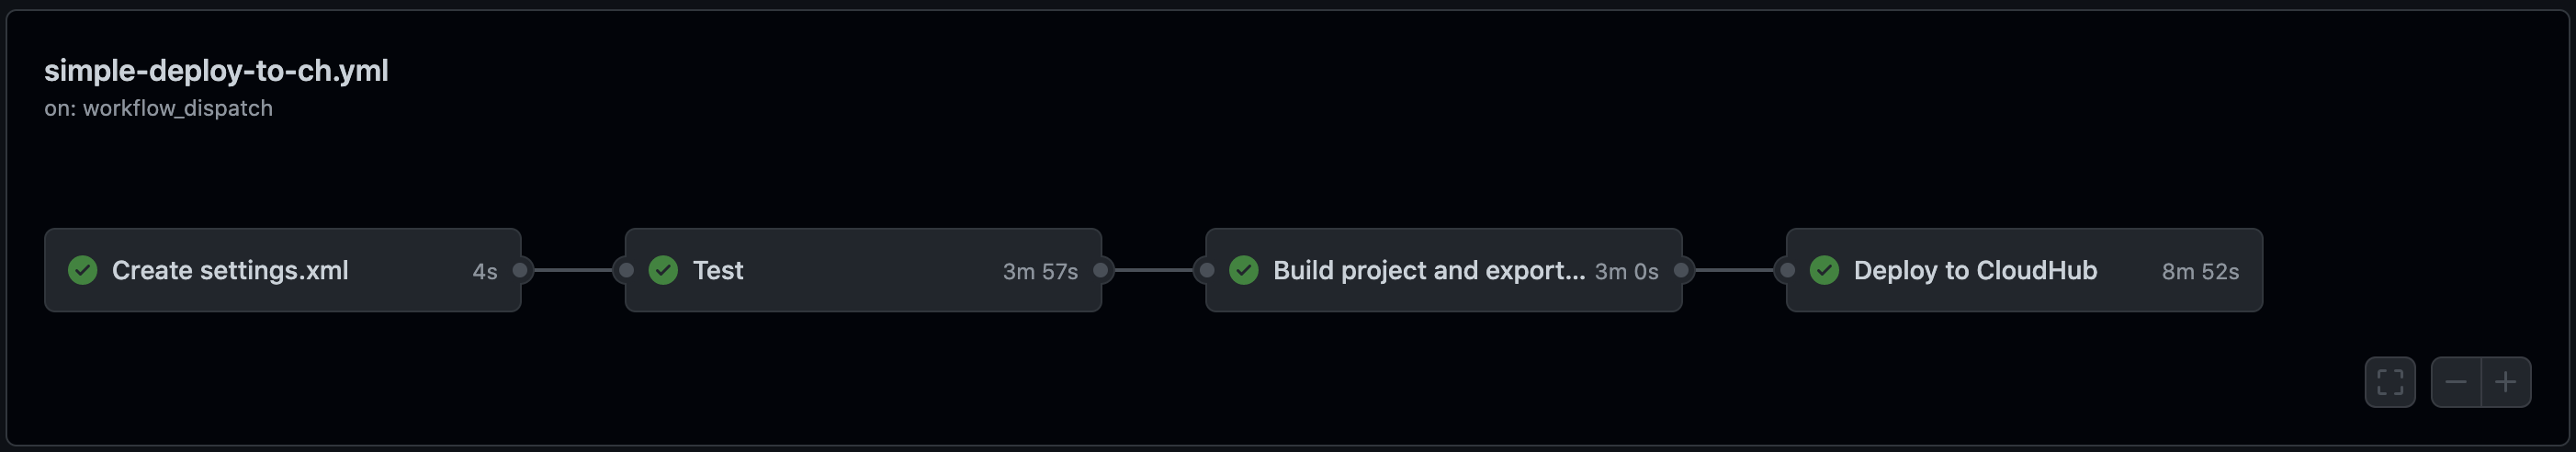 simple-deploy-to-ch.yml
on: workflow_dispatch
Create settings.xml 4s
Test 3m 57s
Build project and export... 3m 0s
Deploy to CloudHub 8m 52s